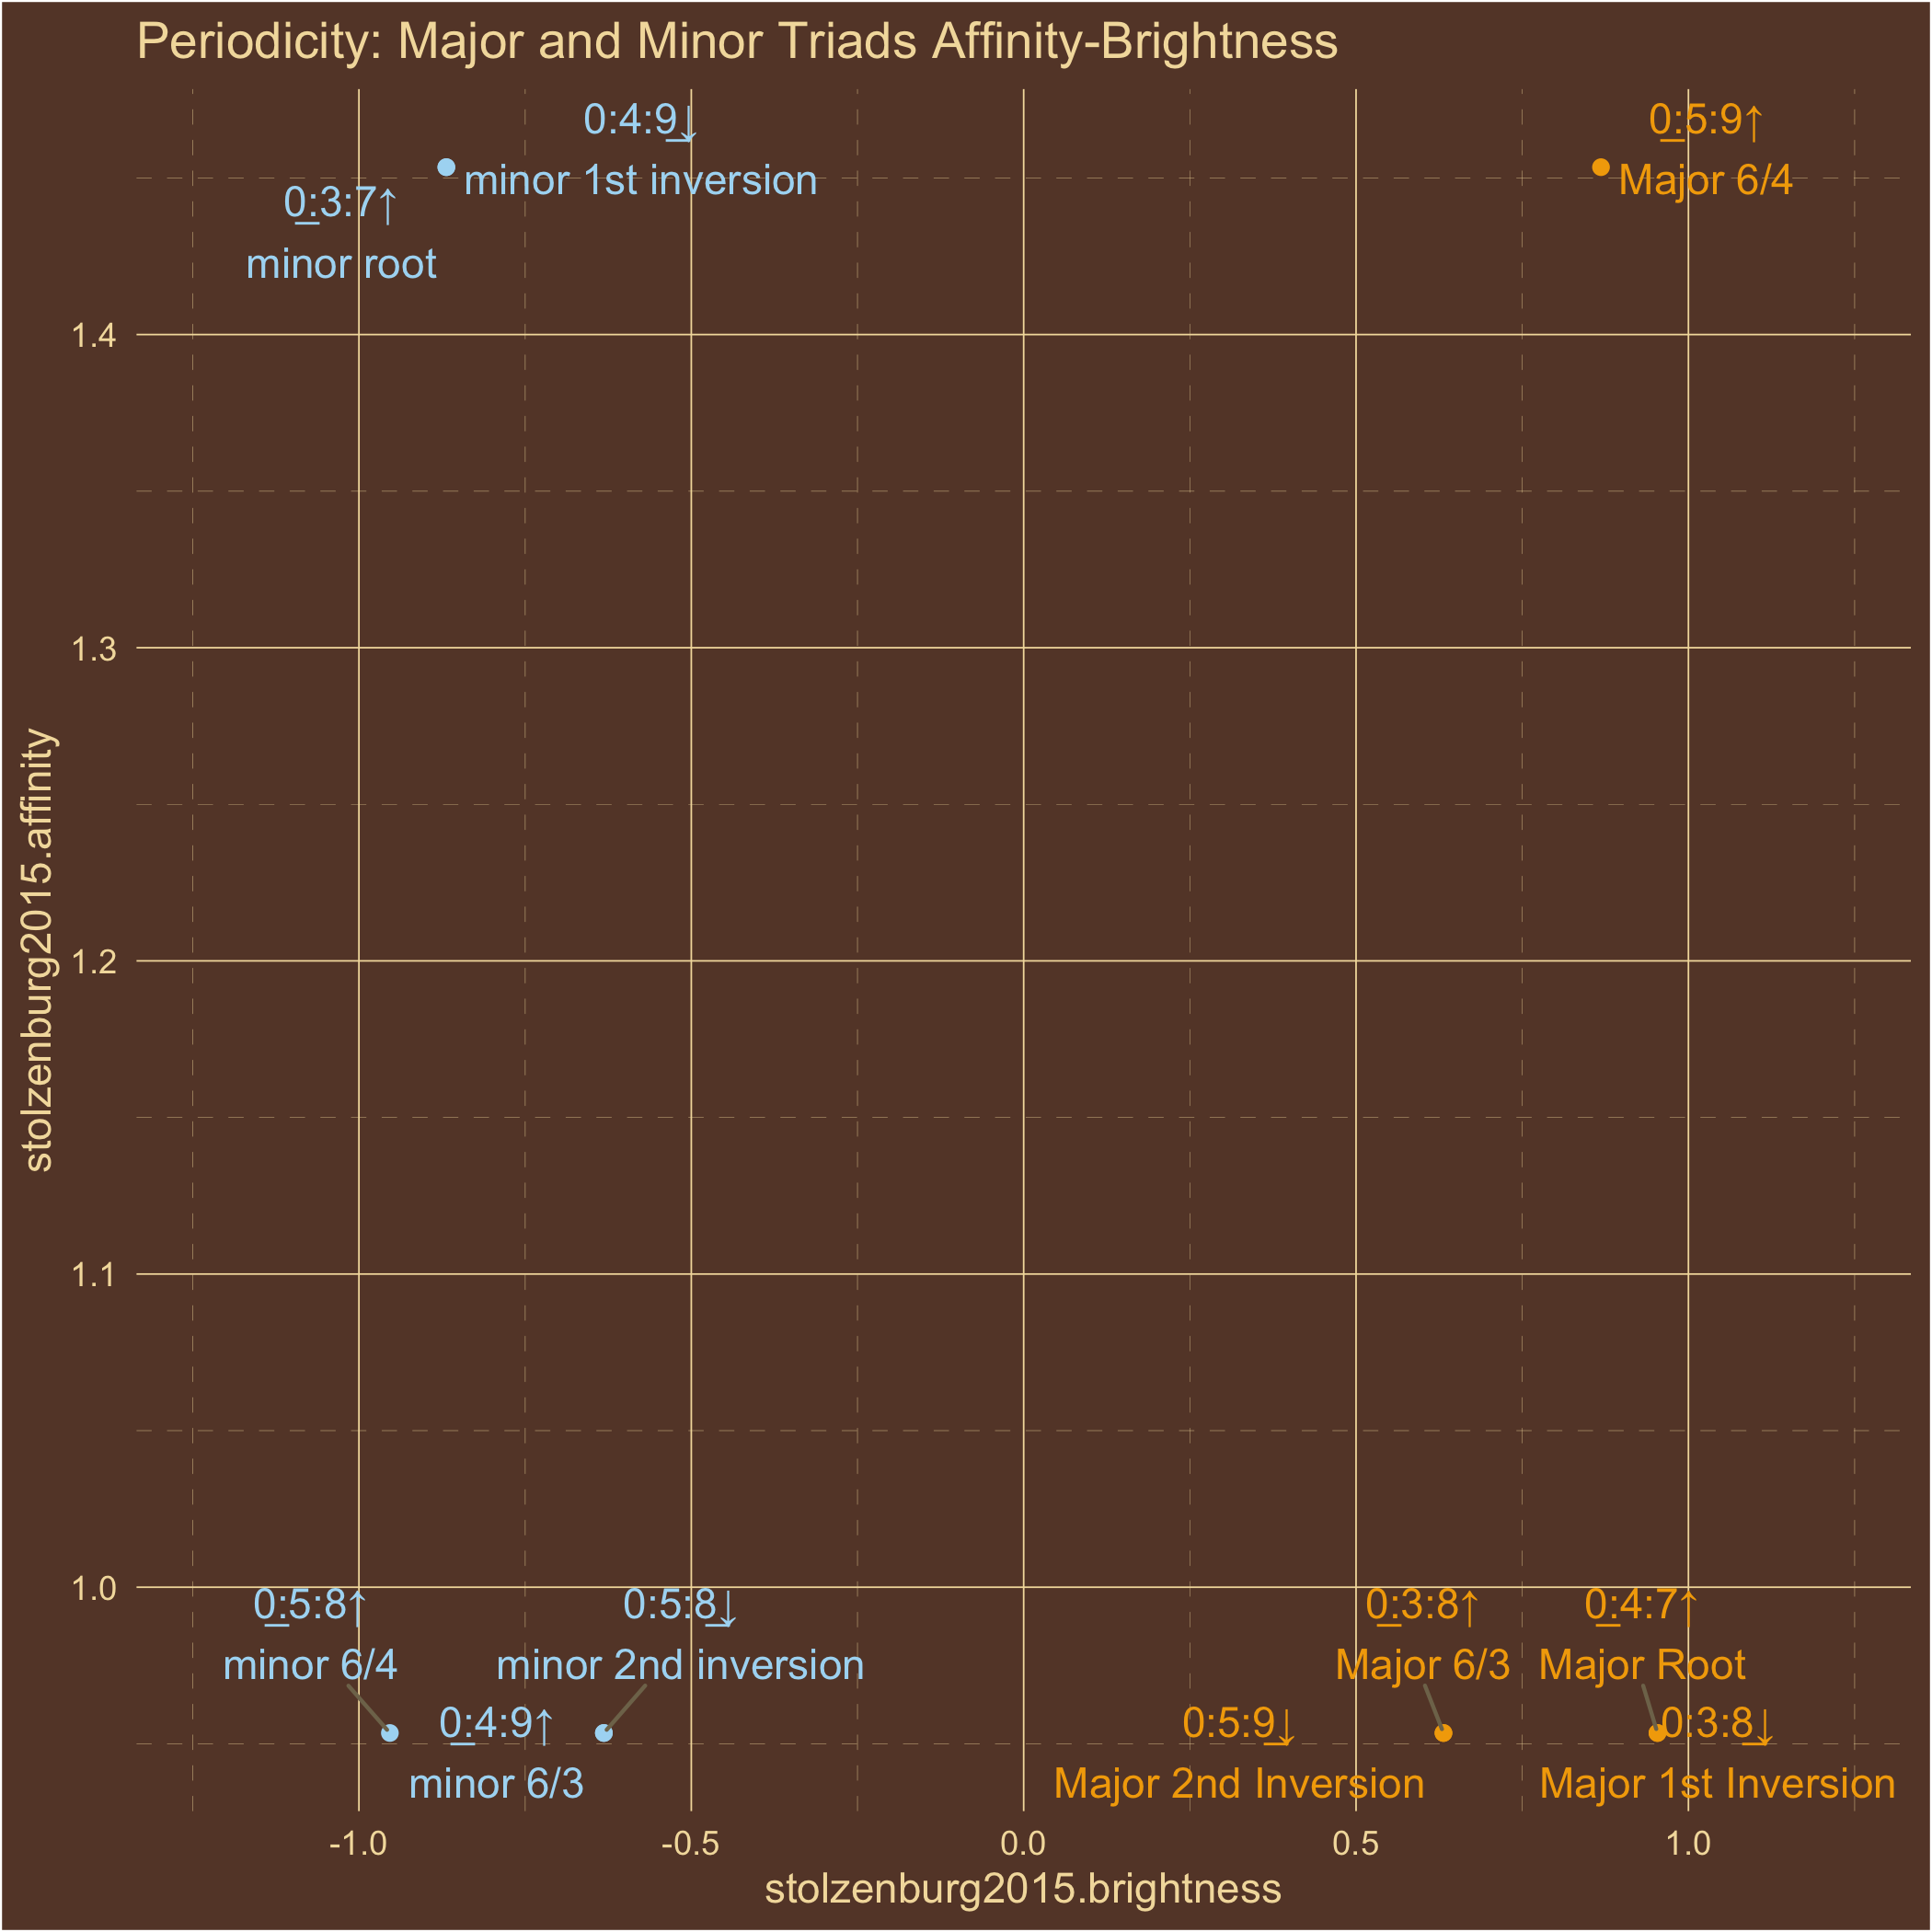 Periodicity: Major and Minor Triads Affinity-Brightness
0:4:9↓
minor 1st inversion
0:3:7↑
minor root
0:5:9↑
Major 6/4
1.4
1.3
1.2
1.1
1.0
stolzenburg2015.affinity
0:5:8↑
minor 6/4
0:5:8↓
minor 2nd inversion
0:4:9↑
minor 6/3
0:3:8↑
Major 6/3
0:4:7↑
Major Root
0:5:9↓
Major 2nd Inversion
0:3:8↓
Major 1st Inversion
-1.0 -0.5 0.0 0.5 1.0
stolzenburg2015.brightness